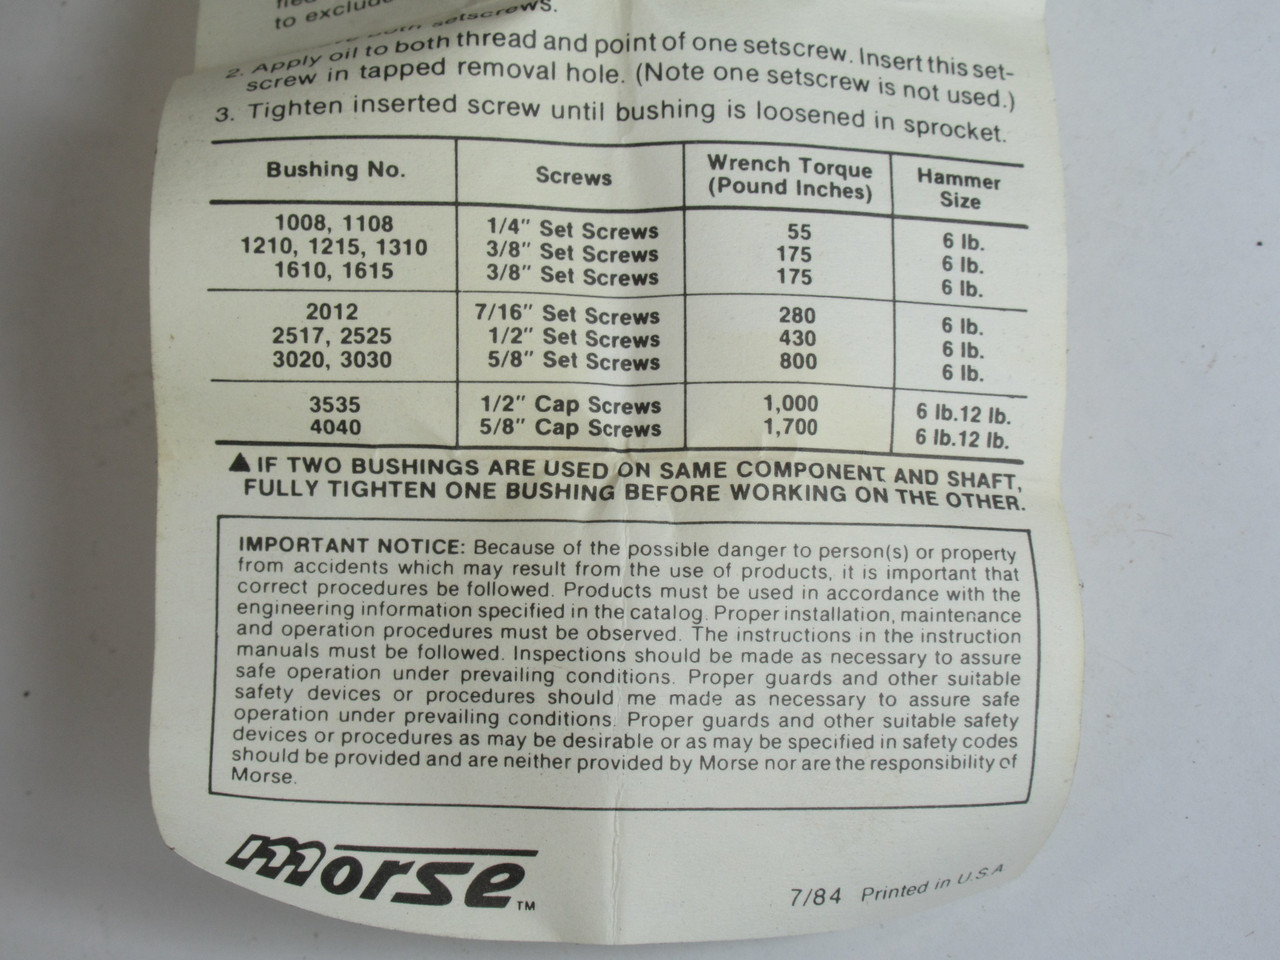 to exclude
both setscrews.
2. Apply oil to both thread and point of one setscrew. Insert this set-
screw in tapped removal hole. (Note one setscrew is not used.)
3. Tighten inserted screw until bushing is loosened in sprocket.
Bushing No. Screws Wrench Torque (Pound Inches) Hammer Size
1008, 1108 1/4" Set Screws 55 6 lb.
1210, 1215, 1310 3/8" Set Screws 175 6 lb.
1610, 1615 3/8" Set Screws 175 6 lb.
2012 7/16" Set Screws 280 6 lb.
2517, 2525 1/2" Set Screws 430 6 lb.
3020, 3030 5/8" Set Screws 800 6 lb.
3535 1/2" Cap Screws 1,000 6 lb.12 lb.
4040 5/8" Cap Screws 1,700 6 lb.12 lb.
▲ IF TWO BUSHINGS ARE USED ON SAME COMPONENT AND SHAFT,
FULLY TIGHTEN ONE BUSHING BEFORE WORKING ON THE OTHER.
IMPORTANT NOTICE: Because of the possible danger to person(s) or property
from accidents which may result from the use of products, it is important that
correct procedures be followed. Products must be used in accordance with the
engineering information specified in the catalog. Proper installation, maintenance
and operation procedures must be observed. The instructions in the instruction
manuals must be followed. Inspections should be made as necessary to assure
safe operation under prevailing conditions. Proper guards and other suitable
safety devices or procedures should me made as necessary to assure safe
operation under prevailing conditions. Proper guards and other suitable safety
devices or procedures as may be desirable or as may be specified in safety codes
should be provided and are neither provided by Morse nor are the responsibility of
Morse.
morse TM
7/84 Printed in U.S.A